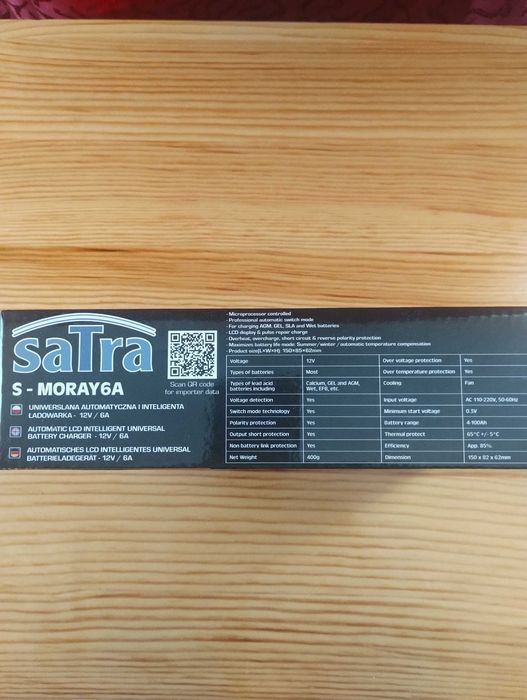 saTra
S - MORAY6A
Scan QR code
for importer data
UNIWERSLANA AUTOMATYCZNA I INTELIGENTA
ŁADOWARKA - 12V / 6A
AUTOMATIC LCD INTELLIGENT UNIVERSAL
BATTERY CHARGER - 12V / 6A
AUTOMATISCHES LCD INTELLIGENTES UNIVERSAL
BATTERIELADEGERÄT - 12V / 6A
- Microprocessor controlled
- Professional automatic switch mode
- For charging AGM, GEL, SLA and Wet batteries
- LCD display & pulse repair charge
- Overheat, overcharge, short circuit & reverse polarity protection
- Maximizes battery life mode: Summer/winter / automatic temperature compensation
- Product size(L×W×H): 150×85×62mm
Voltage 12V Over voltage protection Yes
Types of batteries Most Over temperature protection Yes
Types of lead acid batteries including Calcium, GEL and AGM, Wet, EFB, etc. Cooling Fan
Voltage detection Yes Input voltage AC 110-220V, 50-60Hz
Switch mode technology Yes Minimum start voltage 0.3V
Polarity protection Yes Battery range 4-100Ah
Output short protection Yes Thermal protect 65°C +/- 5°C
Non battery link protection Yes Efficiency App. 85%
Net Weight 400g Dimension 150 x 82 x 62mm